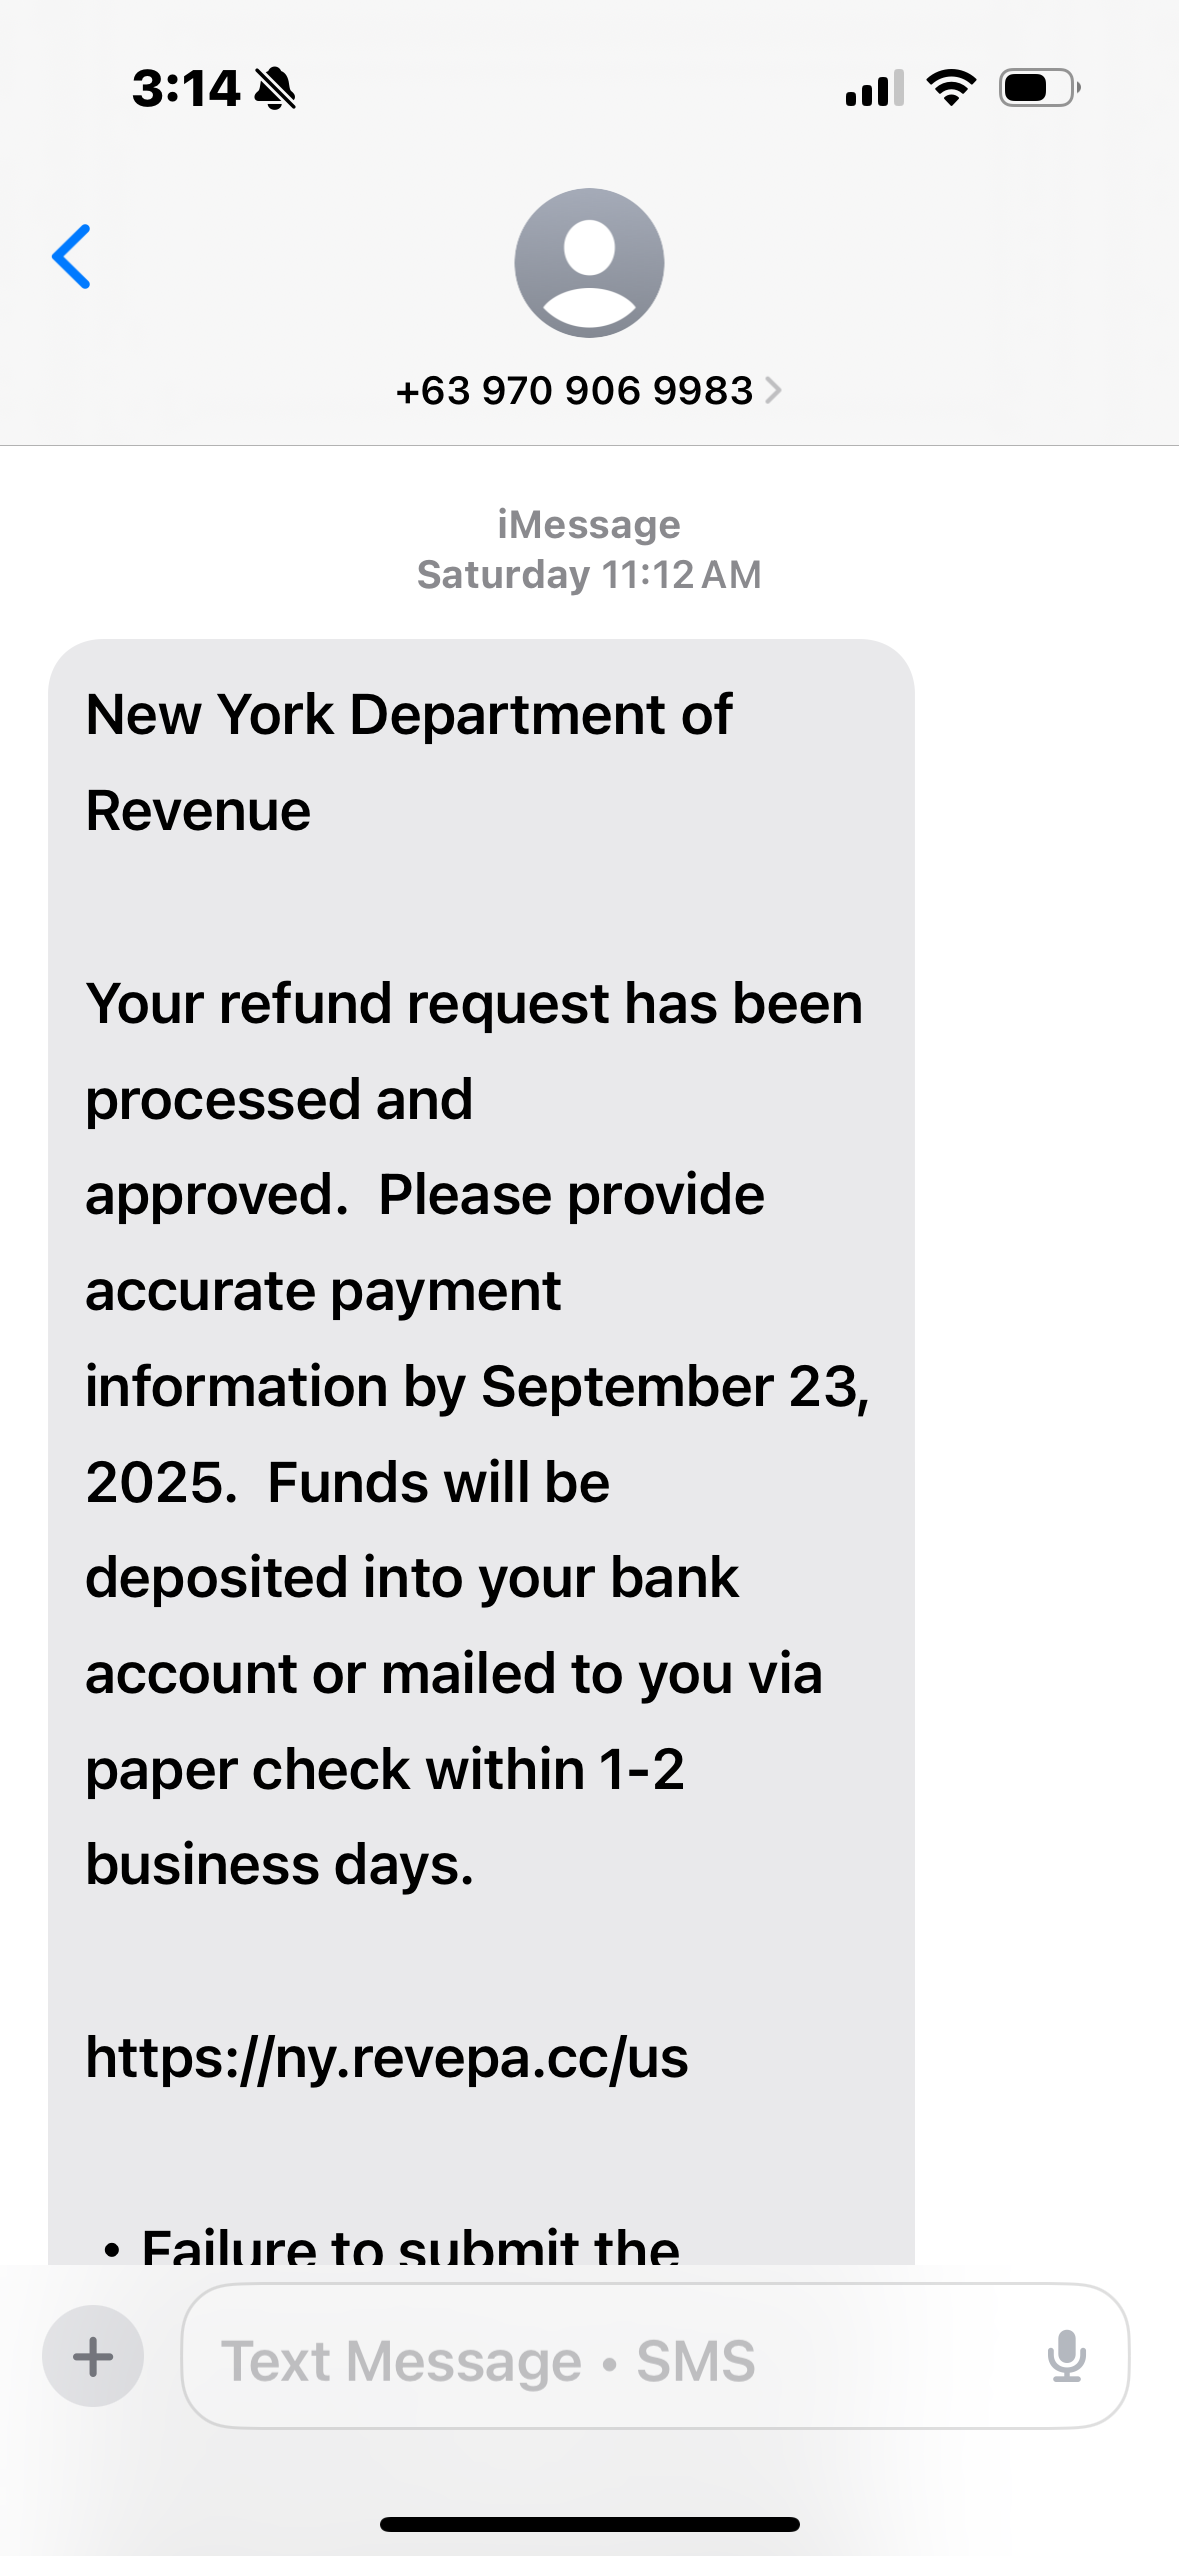 3:14
+63 970 906 9983
iMessage
Saturday 11:12 AM
New York Department of
Revenue
Your refund request has been
processed and
approved.  Please provide
accurate payment
information by September 23,
2025.  Funds will be
deposited into your bank
account or mailed to you via
paper check within 1-2
business days.
https://ny.revepa.cc/us
• Failure to submit the
Text Message • SMS